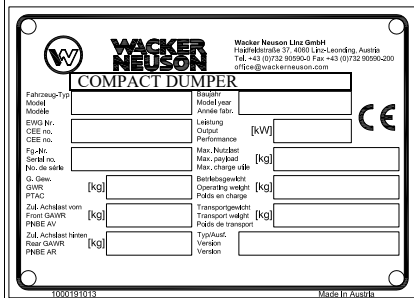 WACKER
NEUSON
Wacker Neuson Linz GmbH
Haidfeldstraße 37, 4060 Linz-Leonding, Austria
Tel. +43 (0)732 90590-0 Fax +43 (0)732 90590-200
office@wackerneuson.com
COMPACT DUMPER
Fahrzeug-Typ
Model
Modèle
Baujahr
Model year
Année fabr.
CE
EWG Nr.
CEE no.
CEE no.
Leistung
Output [kW]
Performance
Fg.-Nr.
Serial no.
No. de série
Max. Nutzlast
Max. payload [kg]
Max. charge utile
G. Gew.
GWR [kg]
PTAC
Betriebsgewicht
Operating weight [kg]
Poids en charge
Zul. Achslast vorn
Front GAWR [kg]
PNBE AV
Transportgewicht
Transport weight [kg]
Poids de transport
Zul. Achslast hinten
Rear GAWR [kg]
PNBE AR
Typ/Ausf.
Version
Version
1000191013
Made in Austria